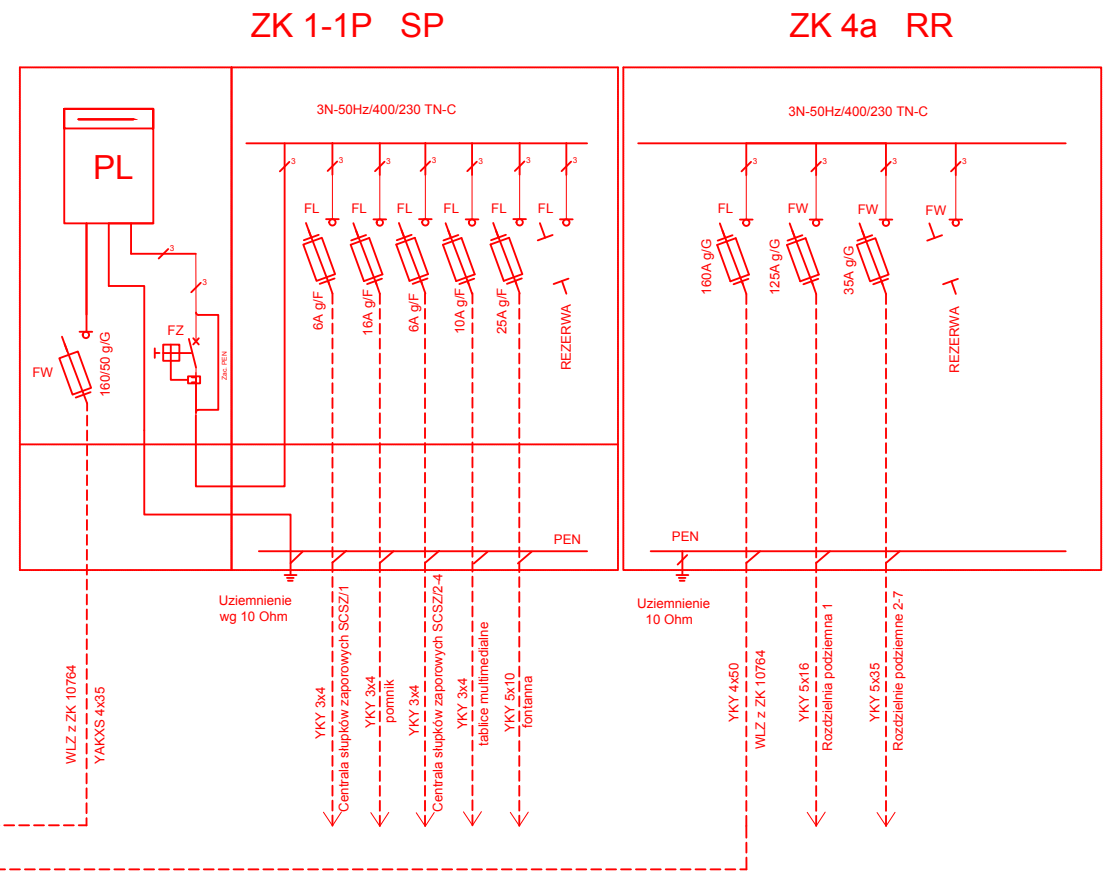 ZK 1-1P SP
ZK 4a RR
3N-50Hz/400/230 TN-C
PL
3
3
FW
160/50 g/G
FZ
Zac. PEN
3
3
3
3
3
3
3
FL
FL
FL
FL
FL
FL
6A g/F
16A g/F
6A g/F
10A g/F
25A g/F
REZERWA
PEN
Uziemnienie
wg 10 Ohm
WLZ z ZK 10764
YAKXS 4x35
YKY 3x4
Centrala słupków zaporowych SCSZ/1
YKY 3x4
pomnik
YKY 3x4
Centrala słupków zaporowych SCSZ/2-4
YKY 3x4
tablice multimedialne
YKY 5x10
fontanna
3N-50Hz/400/230 TN-C
3
3
3
3
FL
FW
FW
FW
160A g/G
125A g/G
35A g/G
REZERWA
PEN
Uziemnienie
10 Ohm
YKY 4x50
WLZ z ZK 10764
YKY 5x16
Rozdzielnia podziemna 1
YKY 5x35
Rozdzielnie podziemne 2-7